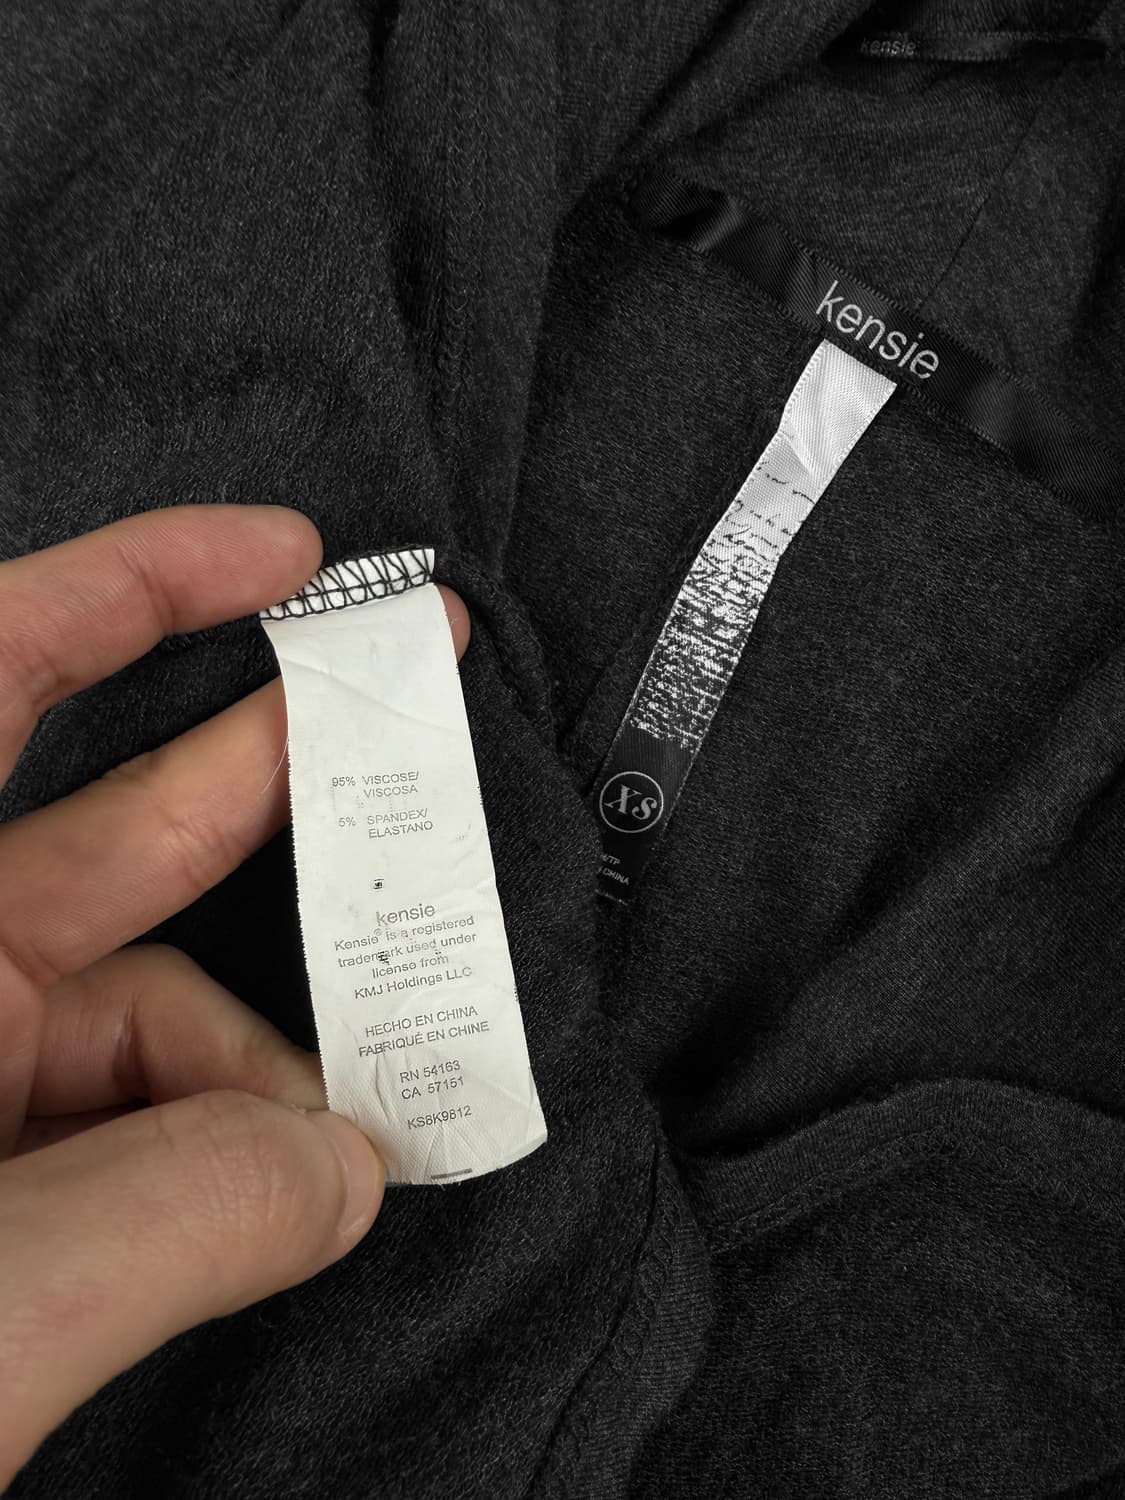 kensie
kensie
XS
CHINA
95% VISCOSE/
VISCOSA
5% SPANDEX/
ELASTANO
kensie
Kensie® is a registered
trademark used under
license from
KMJ Holdings LLC
HECHO EN CHINA
FABRIQUÉ EN CHINE
RN 54163
CA 57151
KS8K9812